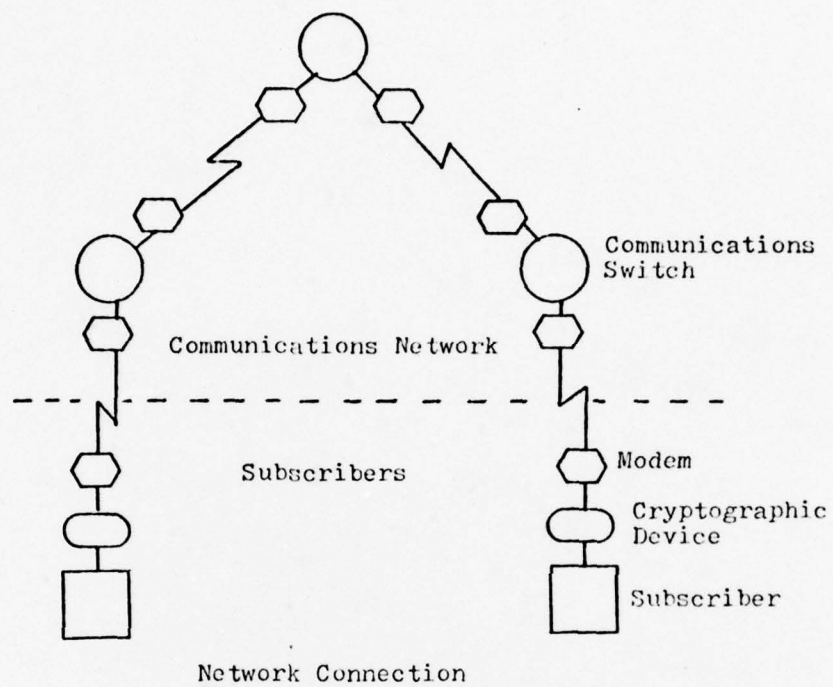 Communications
Switch
Communications Network
Subscribers
Modem
Cryptographic
Device
Subscriber
Network Connection